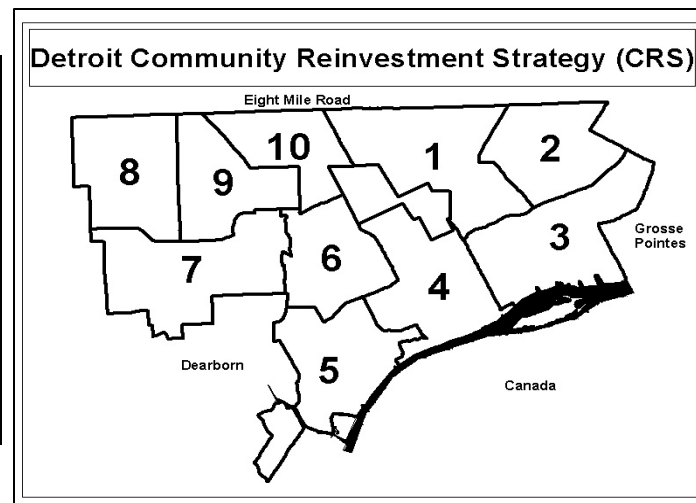 Detroit Community Reinvestment Strategy (CRS)
Eight Mile Road
10
1
2
8
9
3
Grosse
Pointes
7
6
4
Dearborn
5
Canada